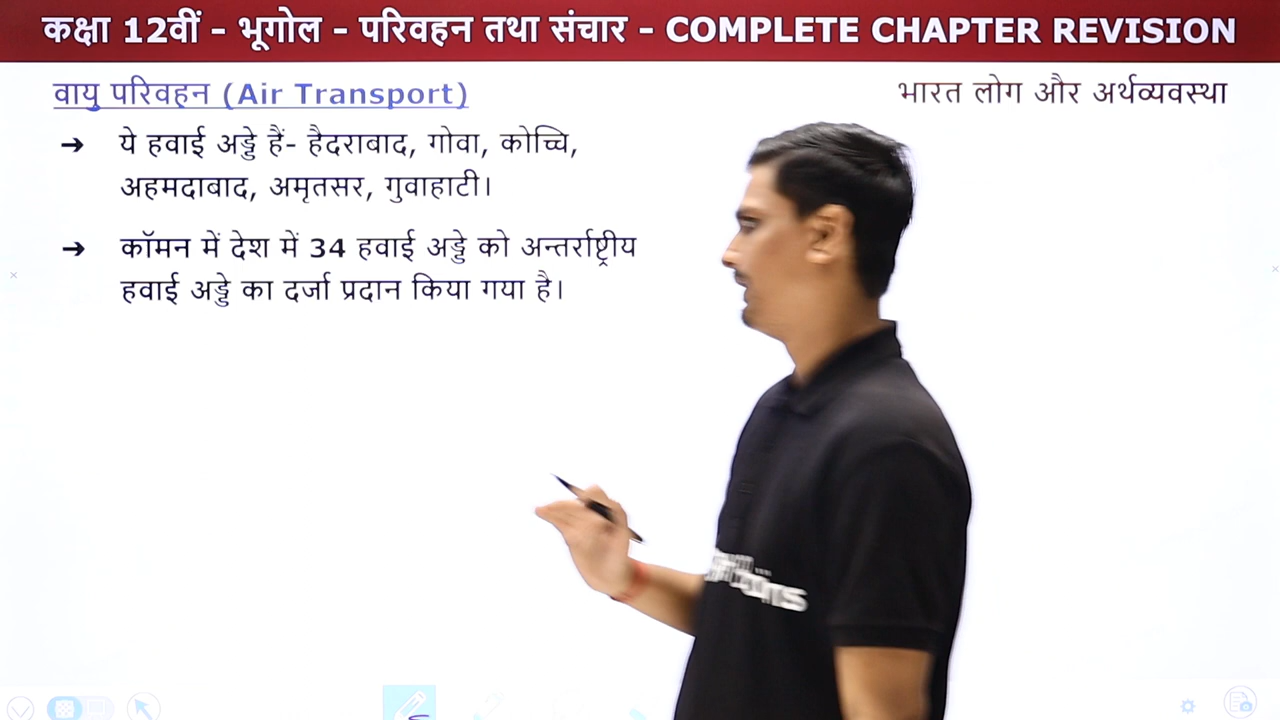 कक्षा 12वीं - भूगोल - परिवहन तथा संचार - COMPLETE CHAPTER REVISION
वायु परिवहन (Air Transport)
भारत लोग और अर्थव्यवस्था
➔ ये हवाई अड्डे हैं- हैदराबाद, गोवा, कोच्चि,
अहमदाबाद, अमृतसर, गुवाहाटी।
➔ कॉमन में देश में 34 हवाई अड्डे को अन्तर्राष्ट्रीय
हवाई अड्डे का दर्जा प्रदान किया गया है।